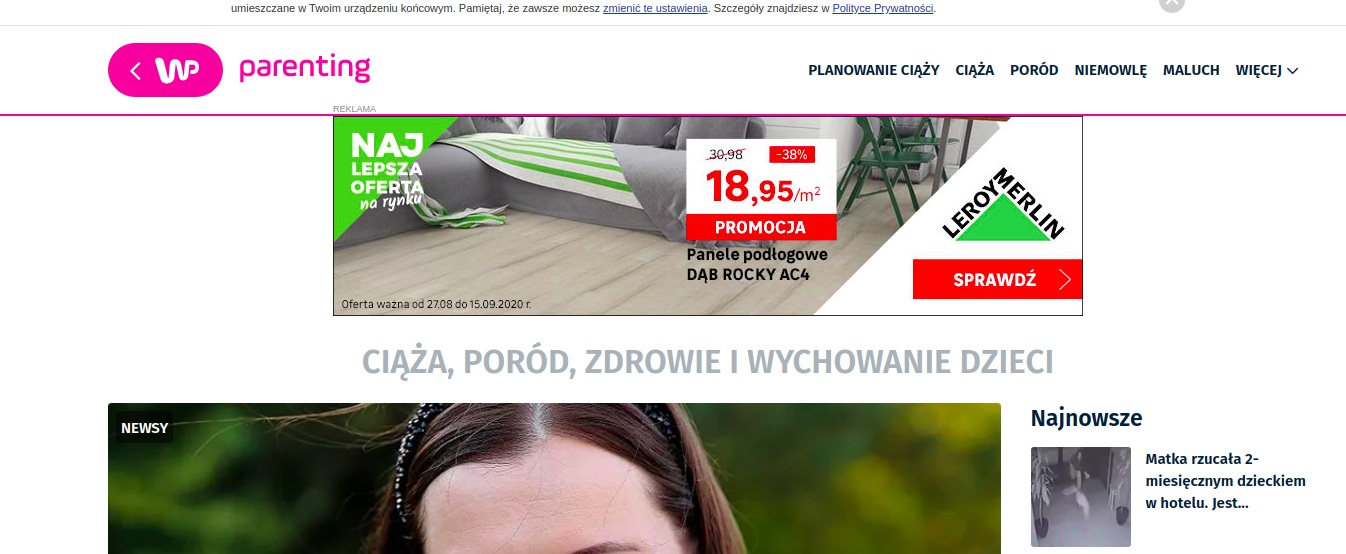 umieszczane w Twoim urządzeniu końcowym. Pamiętaj, że zawsze możesz zmienić te ustawienia. Szczegóły znajdziesz w Polityce Prywatności.
WP parenting
PLANOWANIE CIĄŻY CIĄŻA PORÓD NIEMOWLĘ MALUCH WIĘCEJ
REKLAMA
NAJ
LEPSZA
OFERTA
na rynku
30,98 -38%
18,95/m²
PROMOCJA
Panele podłogowe
DĄB ROCKY AC4
Oferta ważna od 27.08 do 15.09.2020 r.
LEROY MERLIN
SPRAWDŹ
CIĄŻA, PORÓD, ZDROWIE I WYCHOWANIE DZIECI
NEWSY
Najnowsze
Matka rzucała 2-
miesięcznym dzieckiem
w hotelu. Jest...